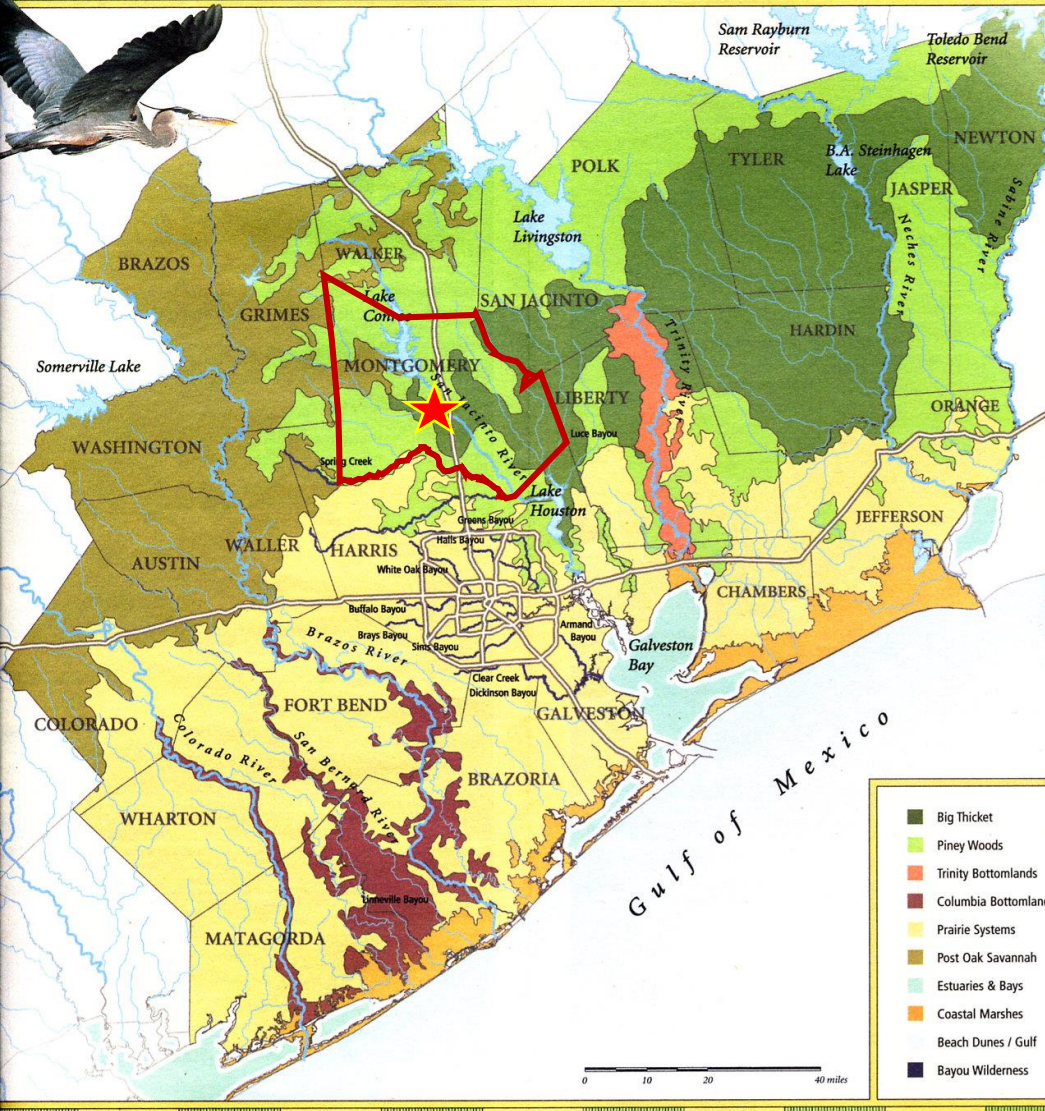 Sam Rayburn
Reservoir
Toledo Bend
Reservoir
NEWTON
POLK
TYLER
B.A. Steinhagen
Lake
JASPER
Sabine River
Neches River
Lake
Livingston
WALKER
BRAZOS
Lake
SAN JACINTO
GRIMES
HARDIN
Trinity River
Somerville Lake
MONTGOMERY
San Jacinto River
LIBERTY
ORANGE
Luce Bayou
WASHINGTON
Spring Creek
Lake
Houston
Greens Bayou
JEFFERSON
WALLER
HARRIS
Halls Bayou
AUSTIN
White Oak Bayou
CHAMBERS
Buffalo Bayou
Armand
Bayou
Brays Bayou
Sims Bayou
Brazos River
Galveston
Bay
Clear Creek
Dickinson Bayou
FORT BEND
GALVESTON
COLORADO
Colorado River
San Bernard River
BRAZORIA
Gulf of Mexico
WHARTON
Linneville Bayou
MATAGORDA
Big Thicket
Piney Woods
Trinity Bottomlands
Columbia
Prairie Systems
Post Oak Savannah
Estuaries & Bays
Coastal Marshes
Beach Dunes / Gulf
Bayou Wilderness
0 10 20 40 miles